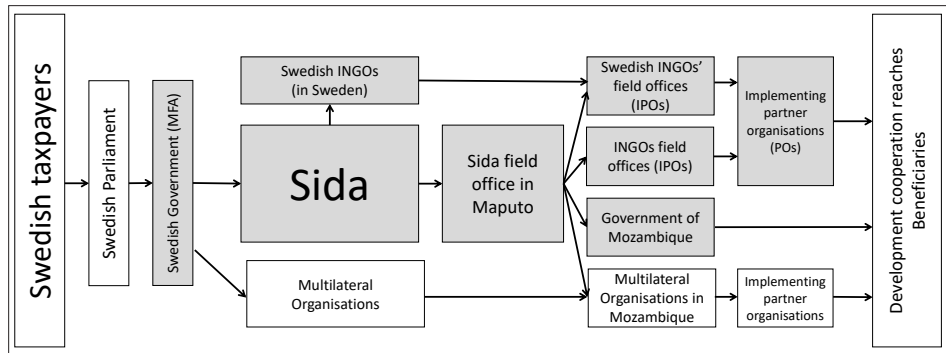 Swedish taxpayers
Swedish Parliament
Swedish Government (MFA)
Swedish INGOs
(in Sweden)
Sida
Multilateral
Organisations
Sida field
office in
Maputo
Swedish INGOs’
field offices
(IPOs)
INGOs field
offices (IPOs)
Government of
Mozambique
Multilateral
Organisations in
Mozambique
Implementing
partner
organisations
(POs)
Implementing
partner
organisations
Development cooperation reaches
Beneficiaries